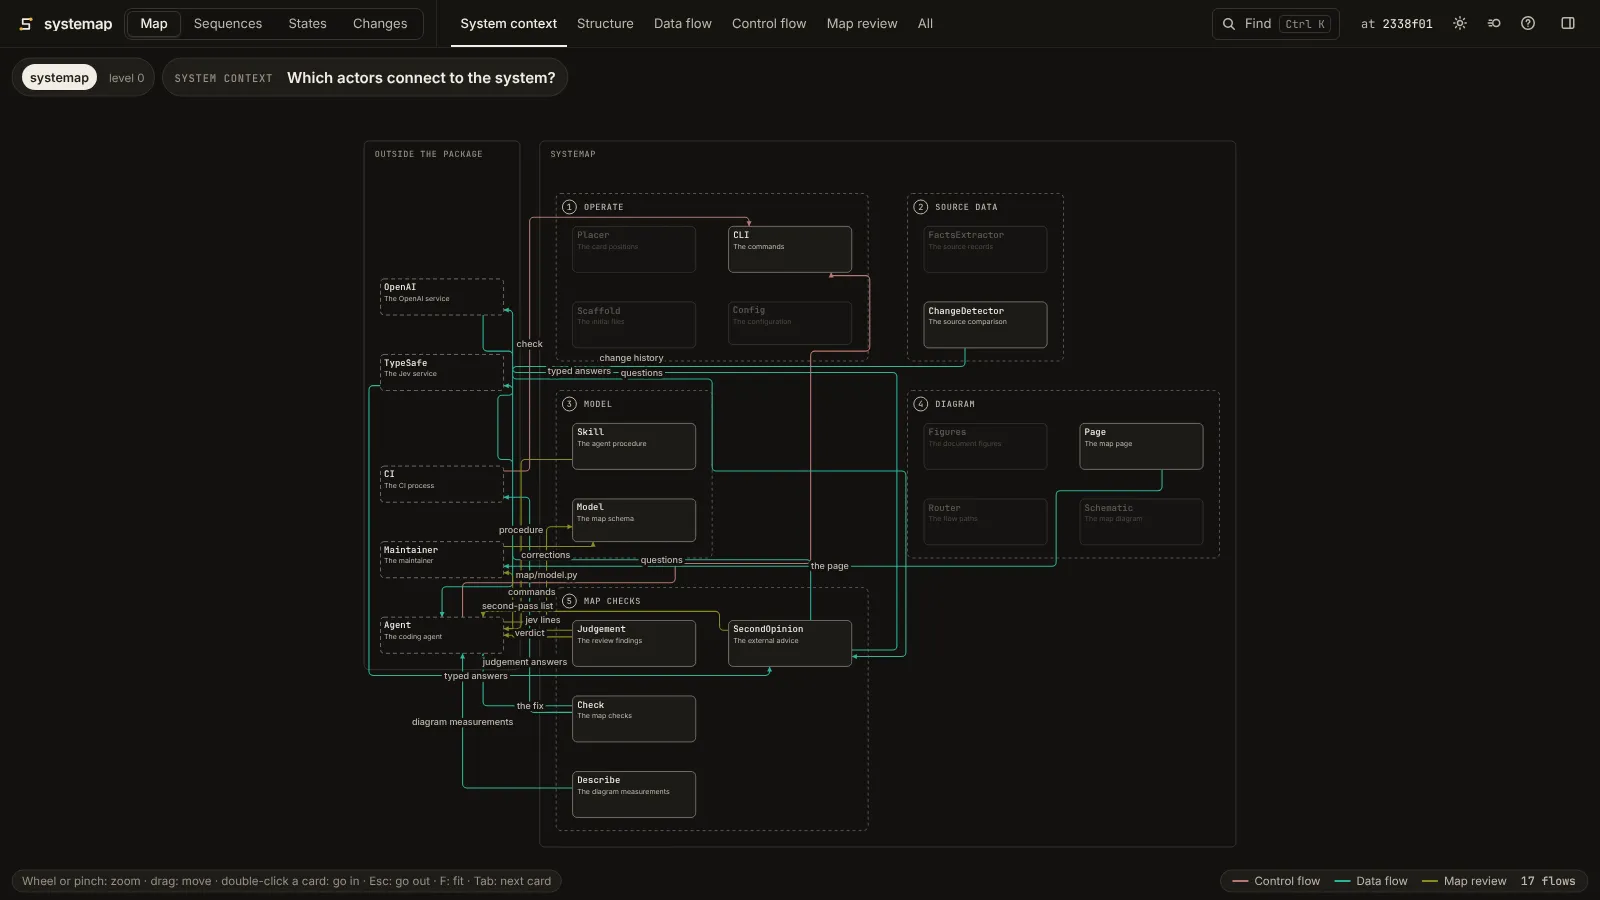 systemap
Map Sequences States Changes
System context Structure Data flow Control flow Map review All
Find Ctrl K
at 2338f01
systemap level 0
SYSTEM CONTEXT Which actors connect to the system?
OUTSIDE THE PACKAGE
SYSTEMAP
1 OPERATE
Placer
The card positions
CLI
The commands
Scaffold
The initial files
Config
The configuration
2 SOURCE DATA
FactsExtractor
The source records
ChangeDetector
The source comparison
OpenAI
The OpenAI service
TypeSafe
The Jev service
CI
The CI process
Maintainer
The maintainer
Agent
The coding agent
check
change history
typed answers
questions
3 MODEL
Skill
The agent procedure
Model
The map schema
4 DIAGRAM
Figures
The document figures
Page
The map page
Router
The flow paths
Schematic
The map diagram
procedure
corrections
questions
the page
map/model.py
commands
second-pass list
jev lines
verdict
5 MAP CHECKS
Judgement
The review findings
SecondOpinion
The external advice
judgement answers
typed answers
the fix
Check
The map checks
diagram measurements
Describe
The diagram measurements
Wheel or pinch: zoom · drag: move · double-click a card: go in · Esc: go out · F: fit · Tab: next card
Control flow Data flow Map review 17 flows